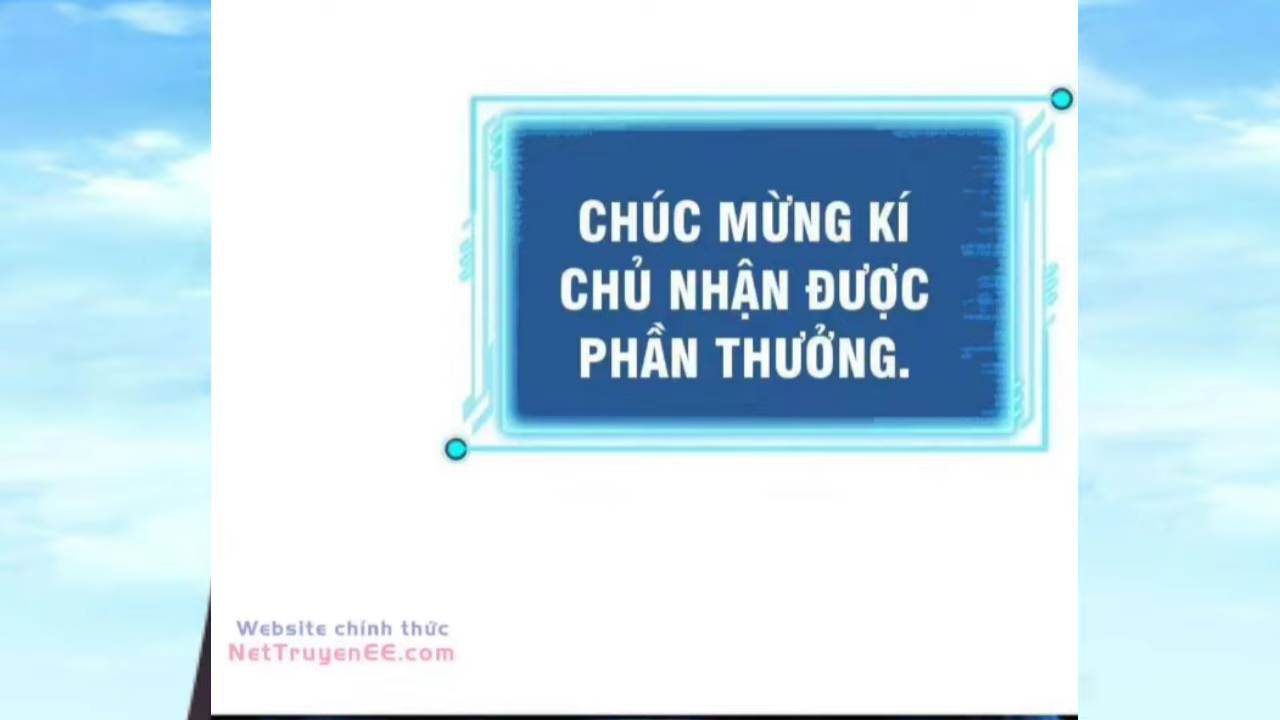 CHÚC MỪNG KÍ
CHỦ NHẬN ĐƯỢC
PHẦN THƯỞNG.
Website chính thức
NetTruyenEE.com